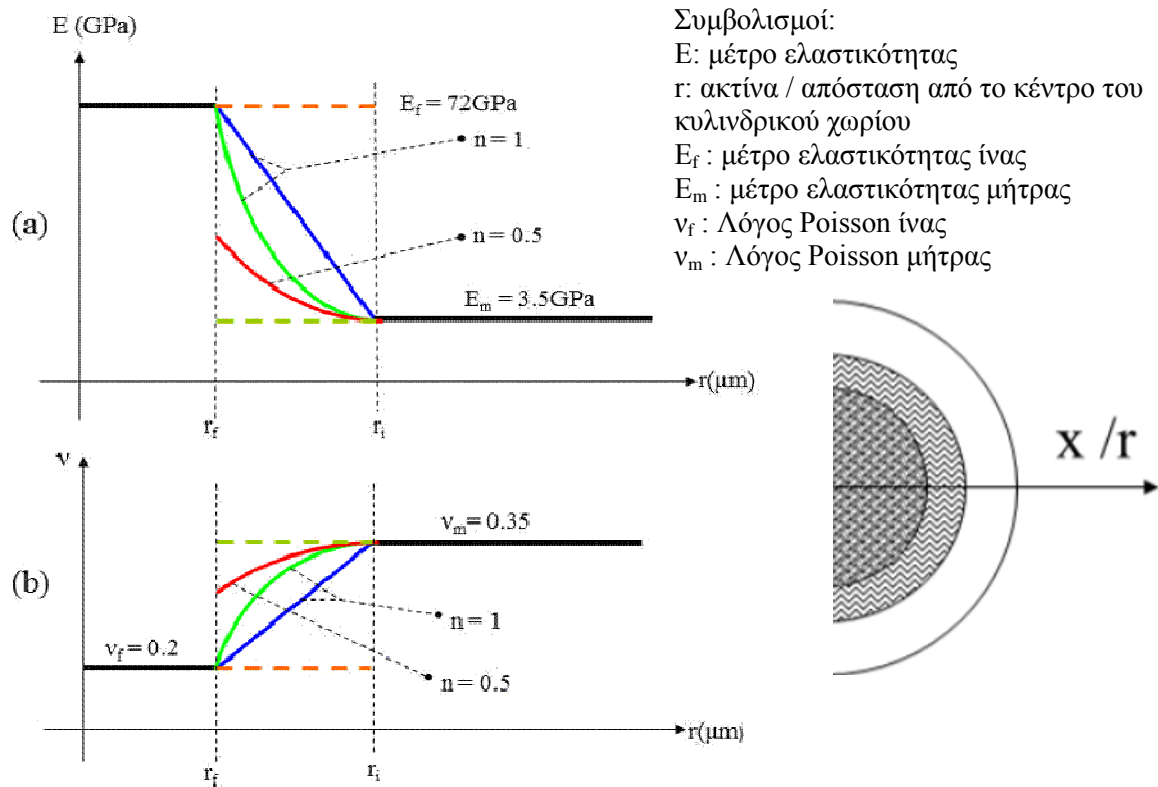 E (GPa)
E_f = 72GPa
n = 1
(a)
n = 0.5
E_m = 3.5GPa
r(μm)
r_f
r_i
ν
ν_m = 0.35
(b)
n = 1
ν_f = 0.2
n = 0.5
r(μm)
r_f
r_i
Συμβολισμοί:
E: μέτρο ελαστικότητας
r: ακτίνα / απόσταση από το κέντρο του
κυλινδρικού χωρίου
E_f : μέτρο ελαστικότητας ίνας
E_m : μέτρο ελαστικότητας μήτρας
ν_f : Λόγος Poisson ίνας
ν_m : Λόγος Poisson μήτρας
x /r